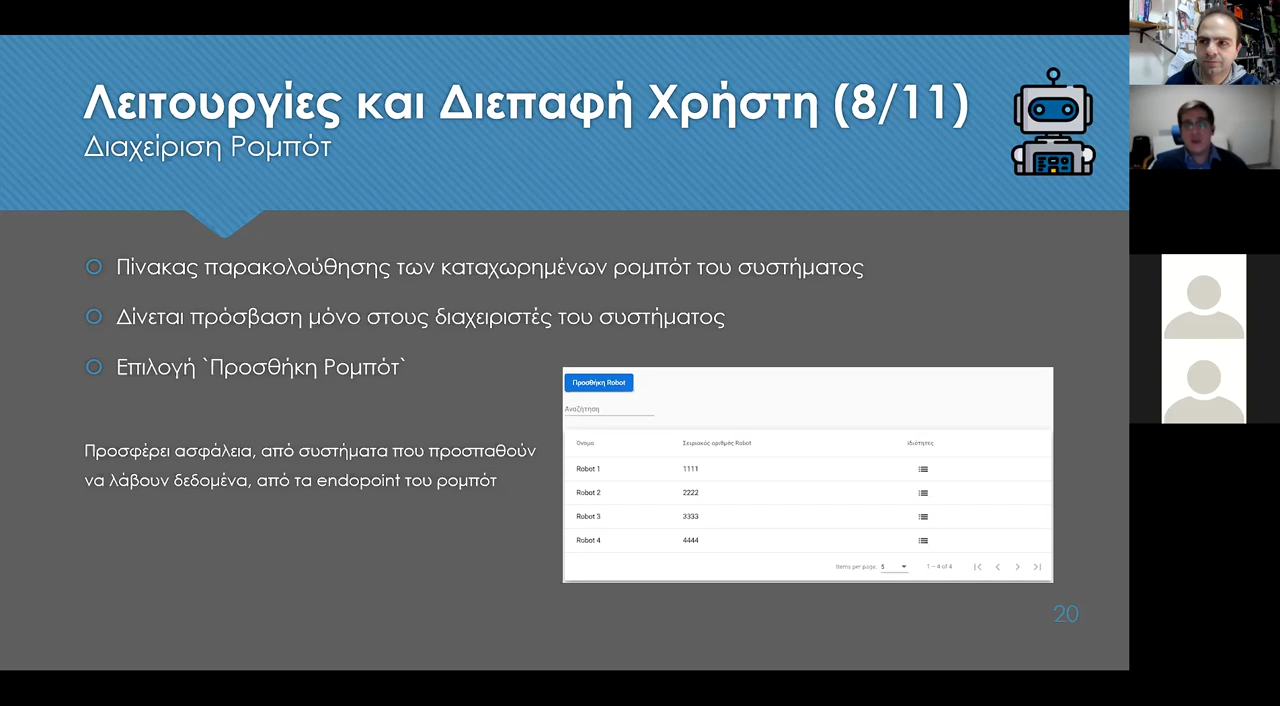 Λειτουργίες και Διεπαφή Χρήστη (8/11)
Διαχείριση Ρομπότ
Πίνακας παρακολούθησης των καταχωρημένων ρομπότ του συστήματος
Δίνεται πρόσβαση μόνο στους διαχειριστές του συστήματος
Επιλογή `Προσθήκη Ρομπότ`
Προσφέρει ασφάλεια, από συστήματα που προσπαθούν
να λάβουν δεδομένα, από τα endopoint του ρομπότ
Προσθήκη Robot
Αναζήτηση
Όνομα Σειριακός αριθμός Robot Ιδιότητες
Robot 1 1111
Robot 2 2222
Robot 3 3333
Robot 4 4444
Items per page: 5 1 – 4 of 4
20